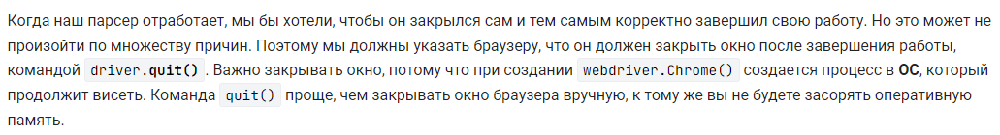 Когда наш парсер отработает, мы бы хотели, чтобы он закрылся сам и тем самым корректно завершил свою работу. Но это может не
произойти по множеству причин. Поэтому мы должны указать браузеру, что он должен закрыть окно после завершения работы,
командой driver.quit() . Важно закрывать окно, потому что при создании webdriver.Chrome() создается процесс в ОС, который
продолжит висеть. Команда quit() проще, чем закрывать окно браузера вручную, к тому же вы не будете засорять оперативную
память.